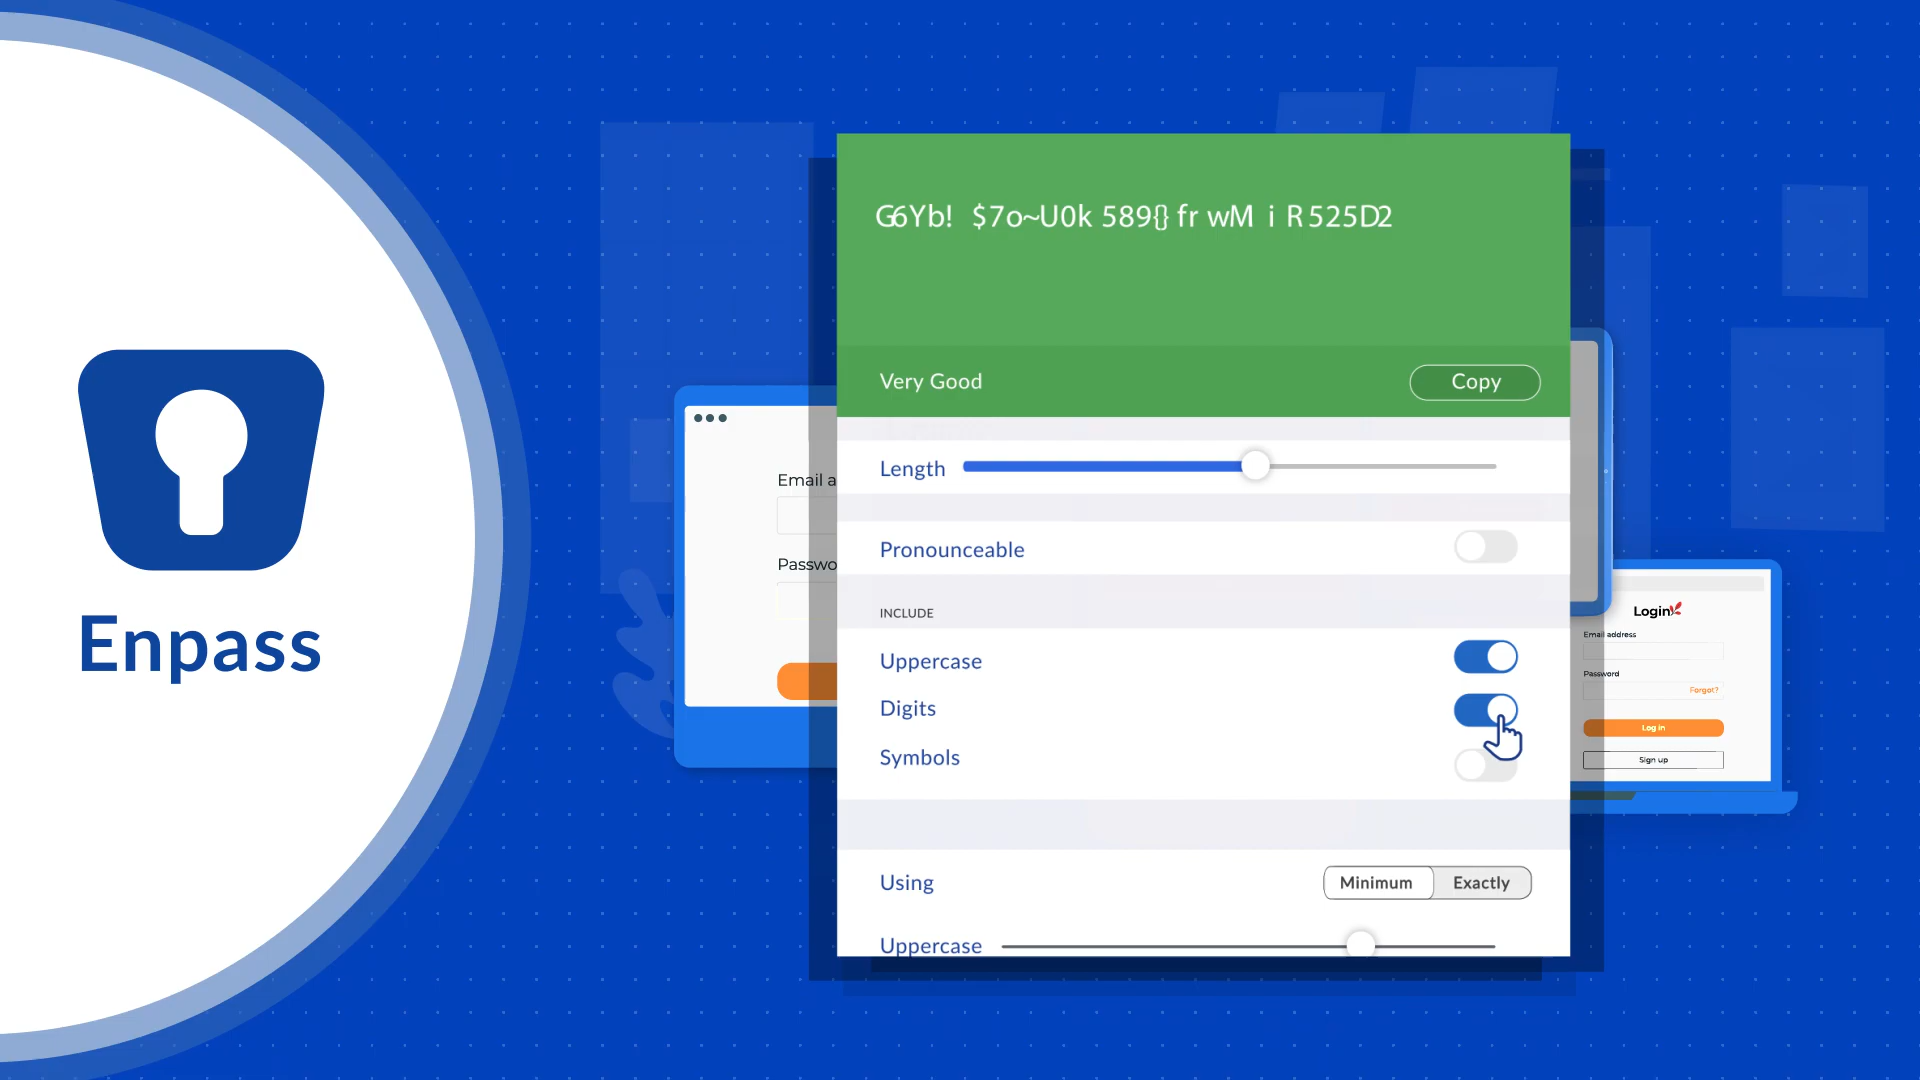 Enpass
G6Yb! $7o~U0k 589{} fr wM i R525D2
Very Good
Copy
Length
Pronounceable
INCLUDE
Uppercase
Digits
Symbols
Using
Minimum
Exactly
Uppercase
Email a
Passwo
Login
Email address
Password
Forgot?
Log in
Sign up